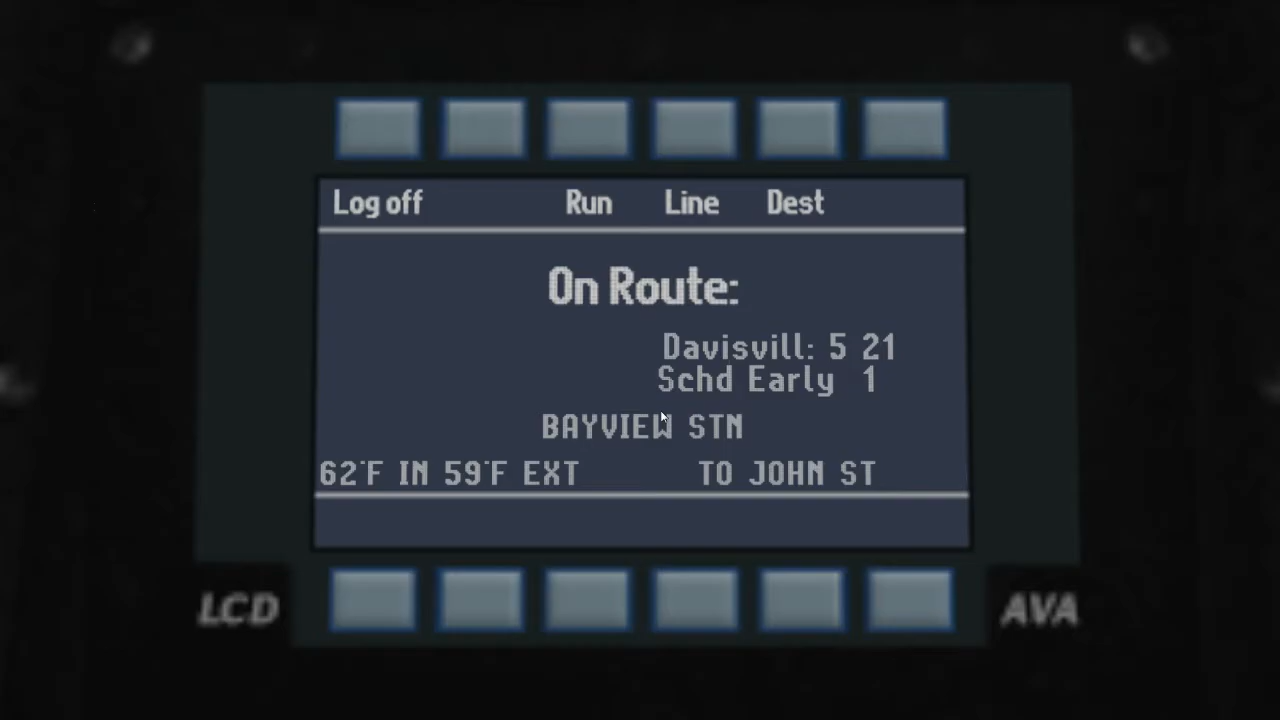 Log off Run Line Dest
On Route:
Davisvill: 5 21
Schd Early 1
BAYVIEW STN
62°F IN 59°F EXT TO JOHN ST
LCD AVA